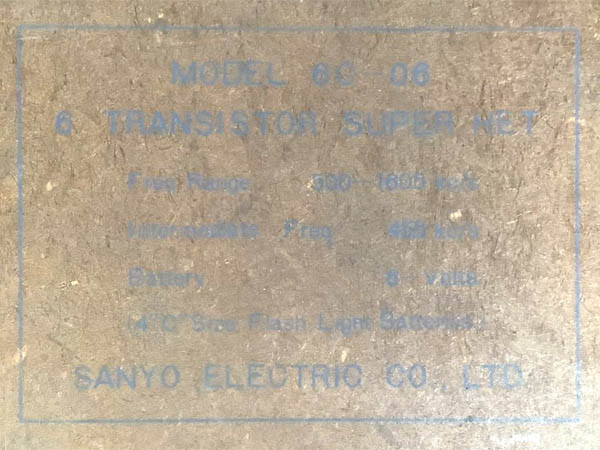 MODEL 6C-06
6 TRANSISTOR SUPER HET
Freq Range 530-1605 kc/s
Intermediate Freq 455 kc/s
Battery 6 Volts
(4 "C" Size Flash Light Batteries)
SANYO ELECTRIC CO., LTD.